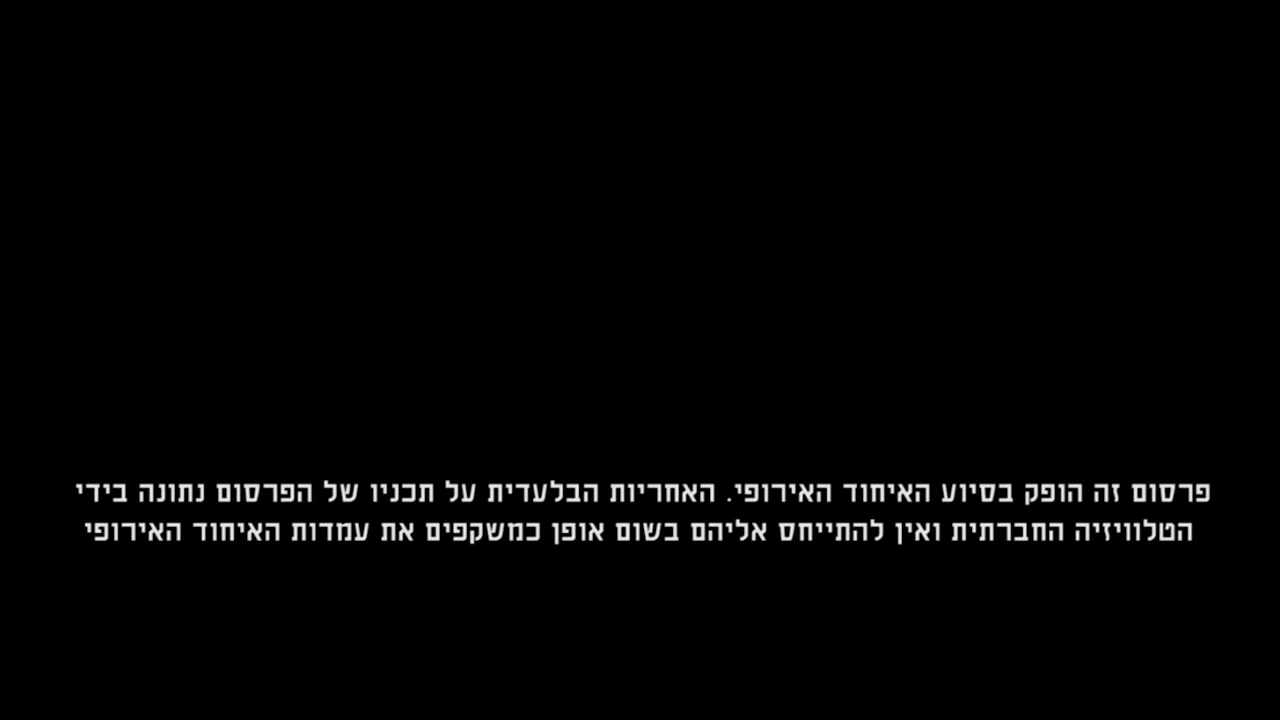 פרסום זה הופק בסיוע האיחוד האירופי. האחריות הבלעדית על תכניו של הפרסום נתונה בידי
הטלוויזיה החברתית ואין להתייחס אליהם בשום אופן כמשקפים את עמדות האיחוד האירופי